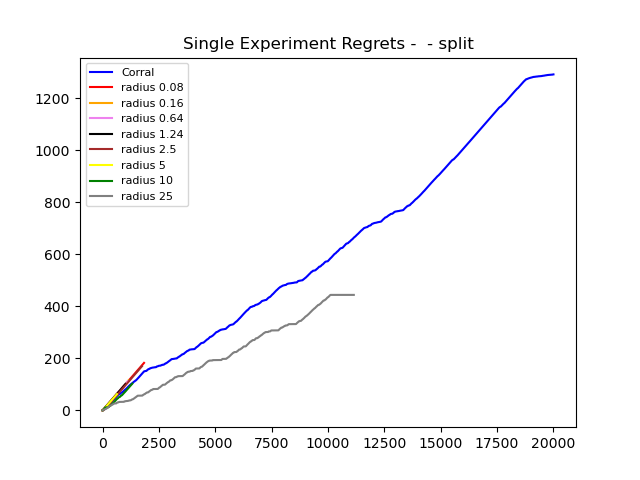 Single Experiment Regrets -  - split
Corral
radius 0.08
radius 0.16
radius 0.64
radius 1.24
radius 2.5
radius 5
radius 10
radius 25
1200
1000
800
600
400
200
0
0 2500 5000 7500 10000 12500 15000 17500 20000